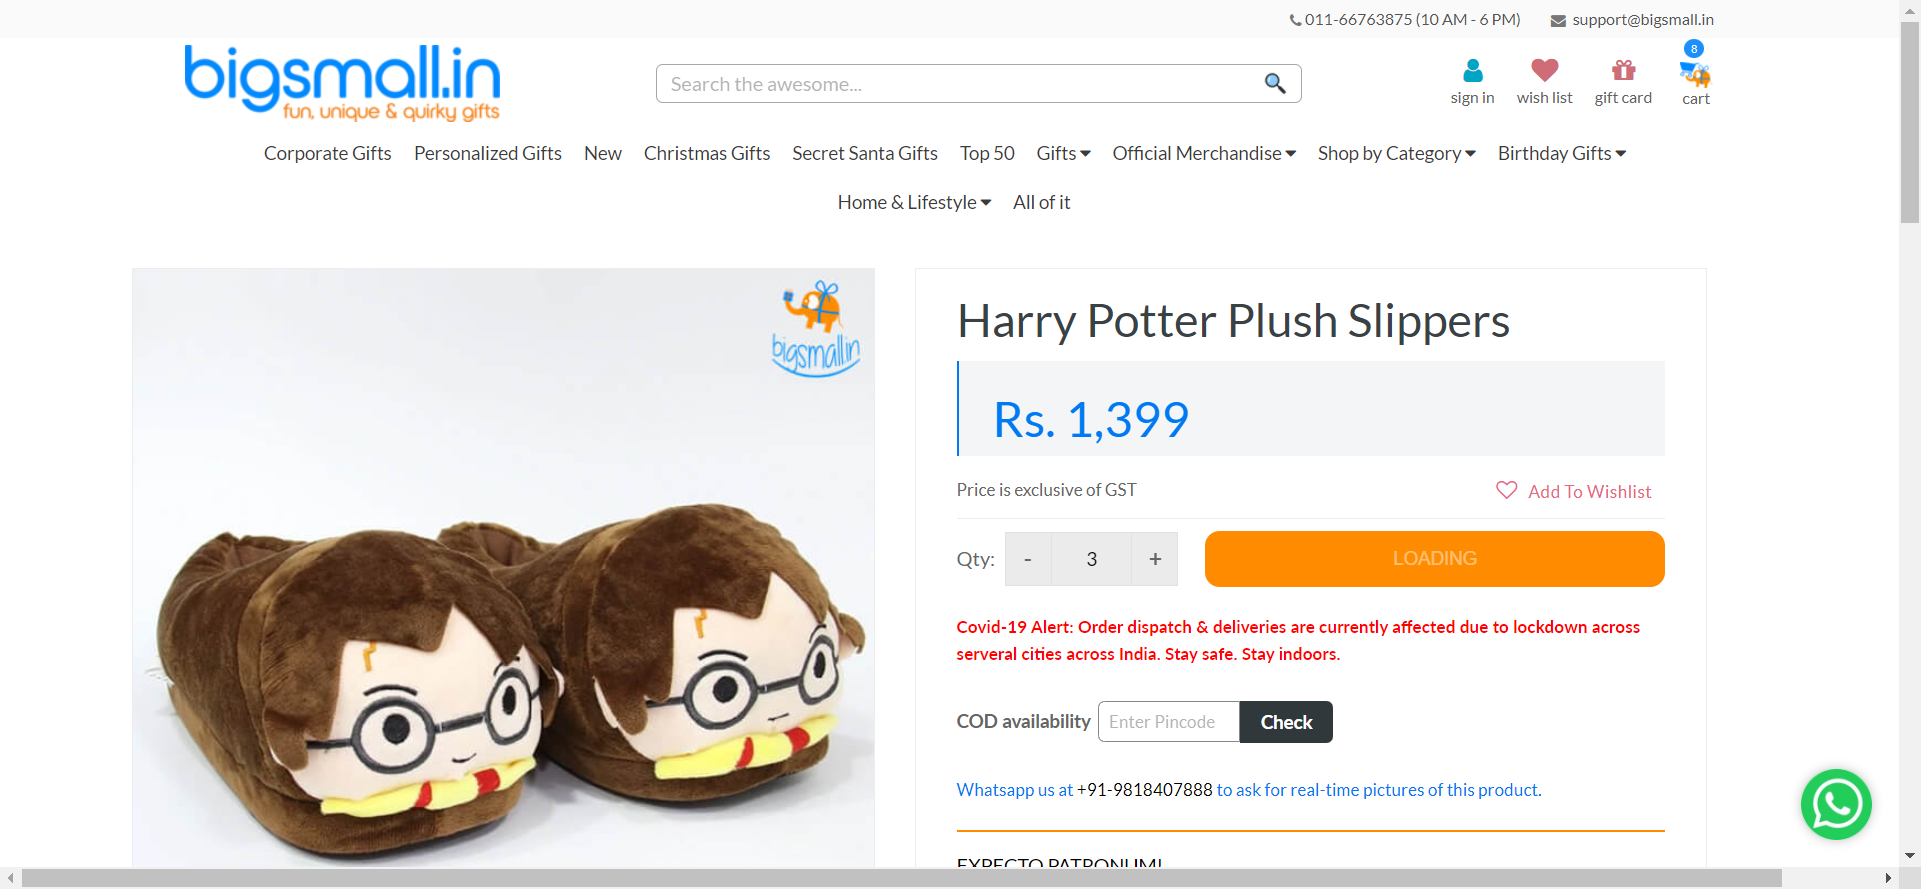 011-66763875 (10 AM - 6 PM) support@bigsmall.in
bigsmall.in
fun, unique & quirky gifts
Search the awesome...
8
sign in wish list gift card cart
Corporate Gifts Personalized Gifts New Christmas Gifts Secret Santa Gifts Top 50 Gifts Official Merchandise Shop by Category Birthday Gifts
Home & Lifestyle All of it
bigsmall.in
Harry Potter Plush Slippers
Rs. 1,399
Price is exclusive of GST
Add To Wishlist
Qty: - 3 + LOADING
Covid-19 Alert: Order dispatch & deliveries are currently affected due to lockdown across
serveral cities across India. Stay safe. Stay indoors.
COD availability Enter Pincode Check
Whatsapp us at +91-9818407888 to ask for real-time pictures of this product.
EXPECTO PATRONUM!